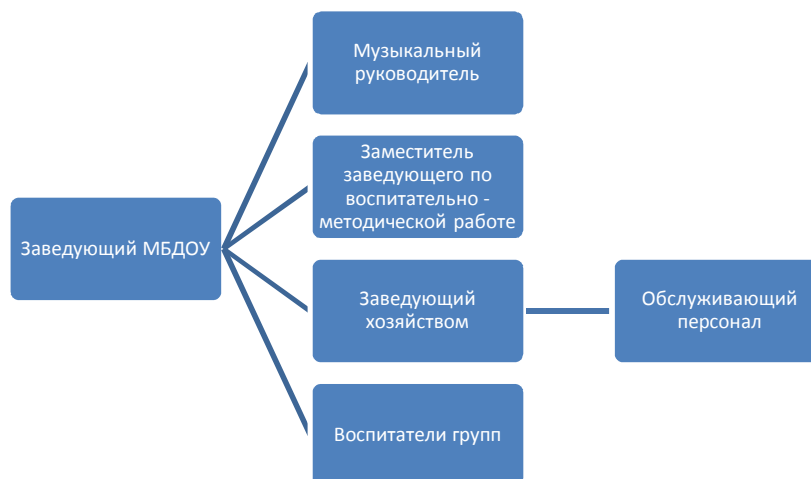 Музыкальный
руководитель
Заместитель
заведующего по
воспитательно -
методической работе
Заведующий МБДОУ
Заведующий
хозяйством
Обслуживающий
персонал
Воспитатели групп